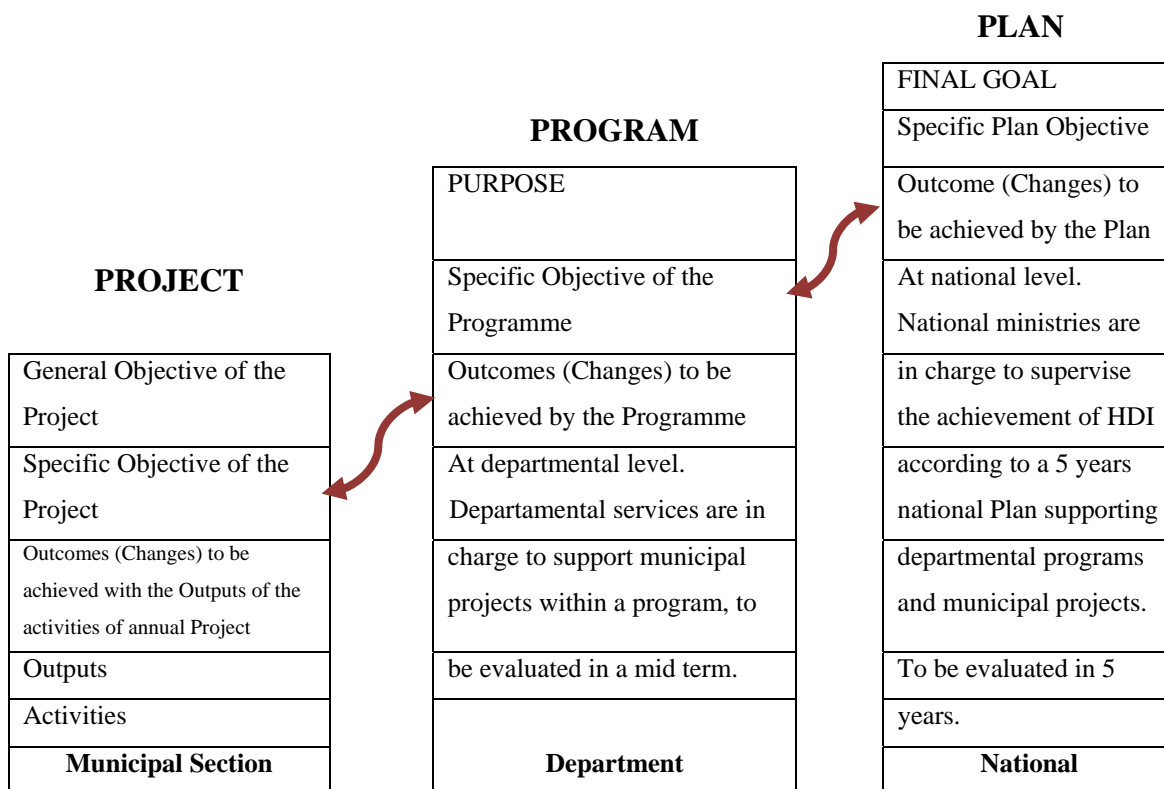 PROJECT
General Objective of the
Project
Specific Objective of the
Project
Outcomes (Changes) to be
achieved with the Outputs of the
activities of annual Project
Outputs
Activities
Municipal Section
PROGRAM
PURPOSE
Specific Objective of the
Programme
Outcomes (Changes) to be
achieved by the Programme
At departmental level.
Departamental services are in
charge to support municipal
projects within a program, to
be evaluated in a mid term.
Department
PLAN
FINAL GOAL
Specific Plan Objective
Outcome (Changes) to
be achieved by the Plan
At national level.
National ministries are
in charge to supervise
the achievement of HDI
according to a 5 years
national Plan supporting
departmental programs
and municipal projects.
To be evaluated in 5
years.
National